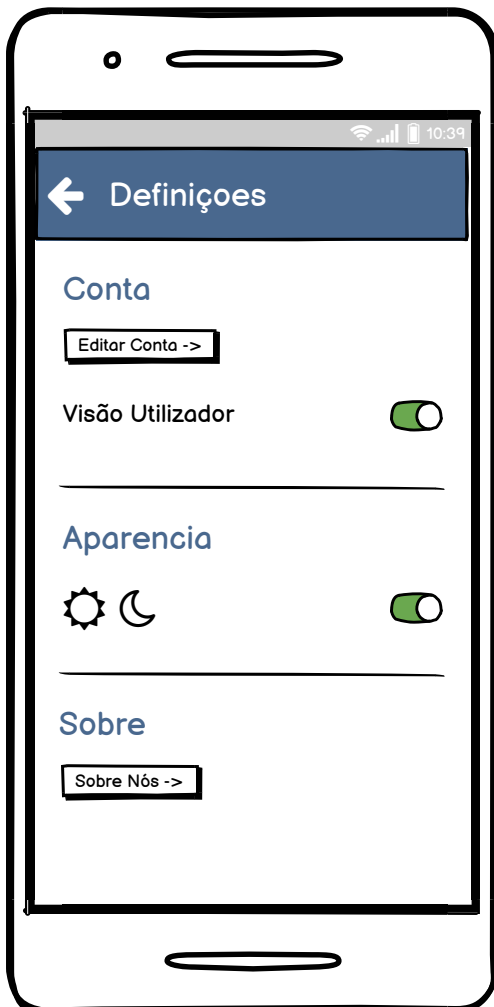 10:39
Definiçoes
Conta
Editar Conta ->
Visão Utilizador
Aparencia
Sobre
Sobre Nós ->